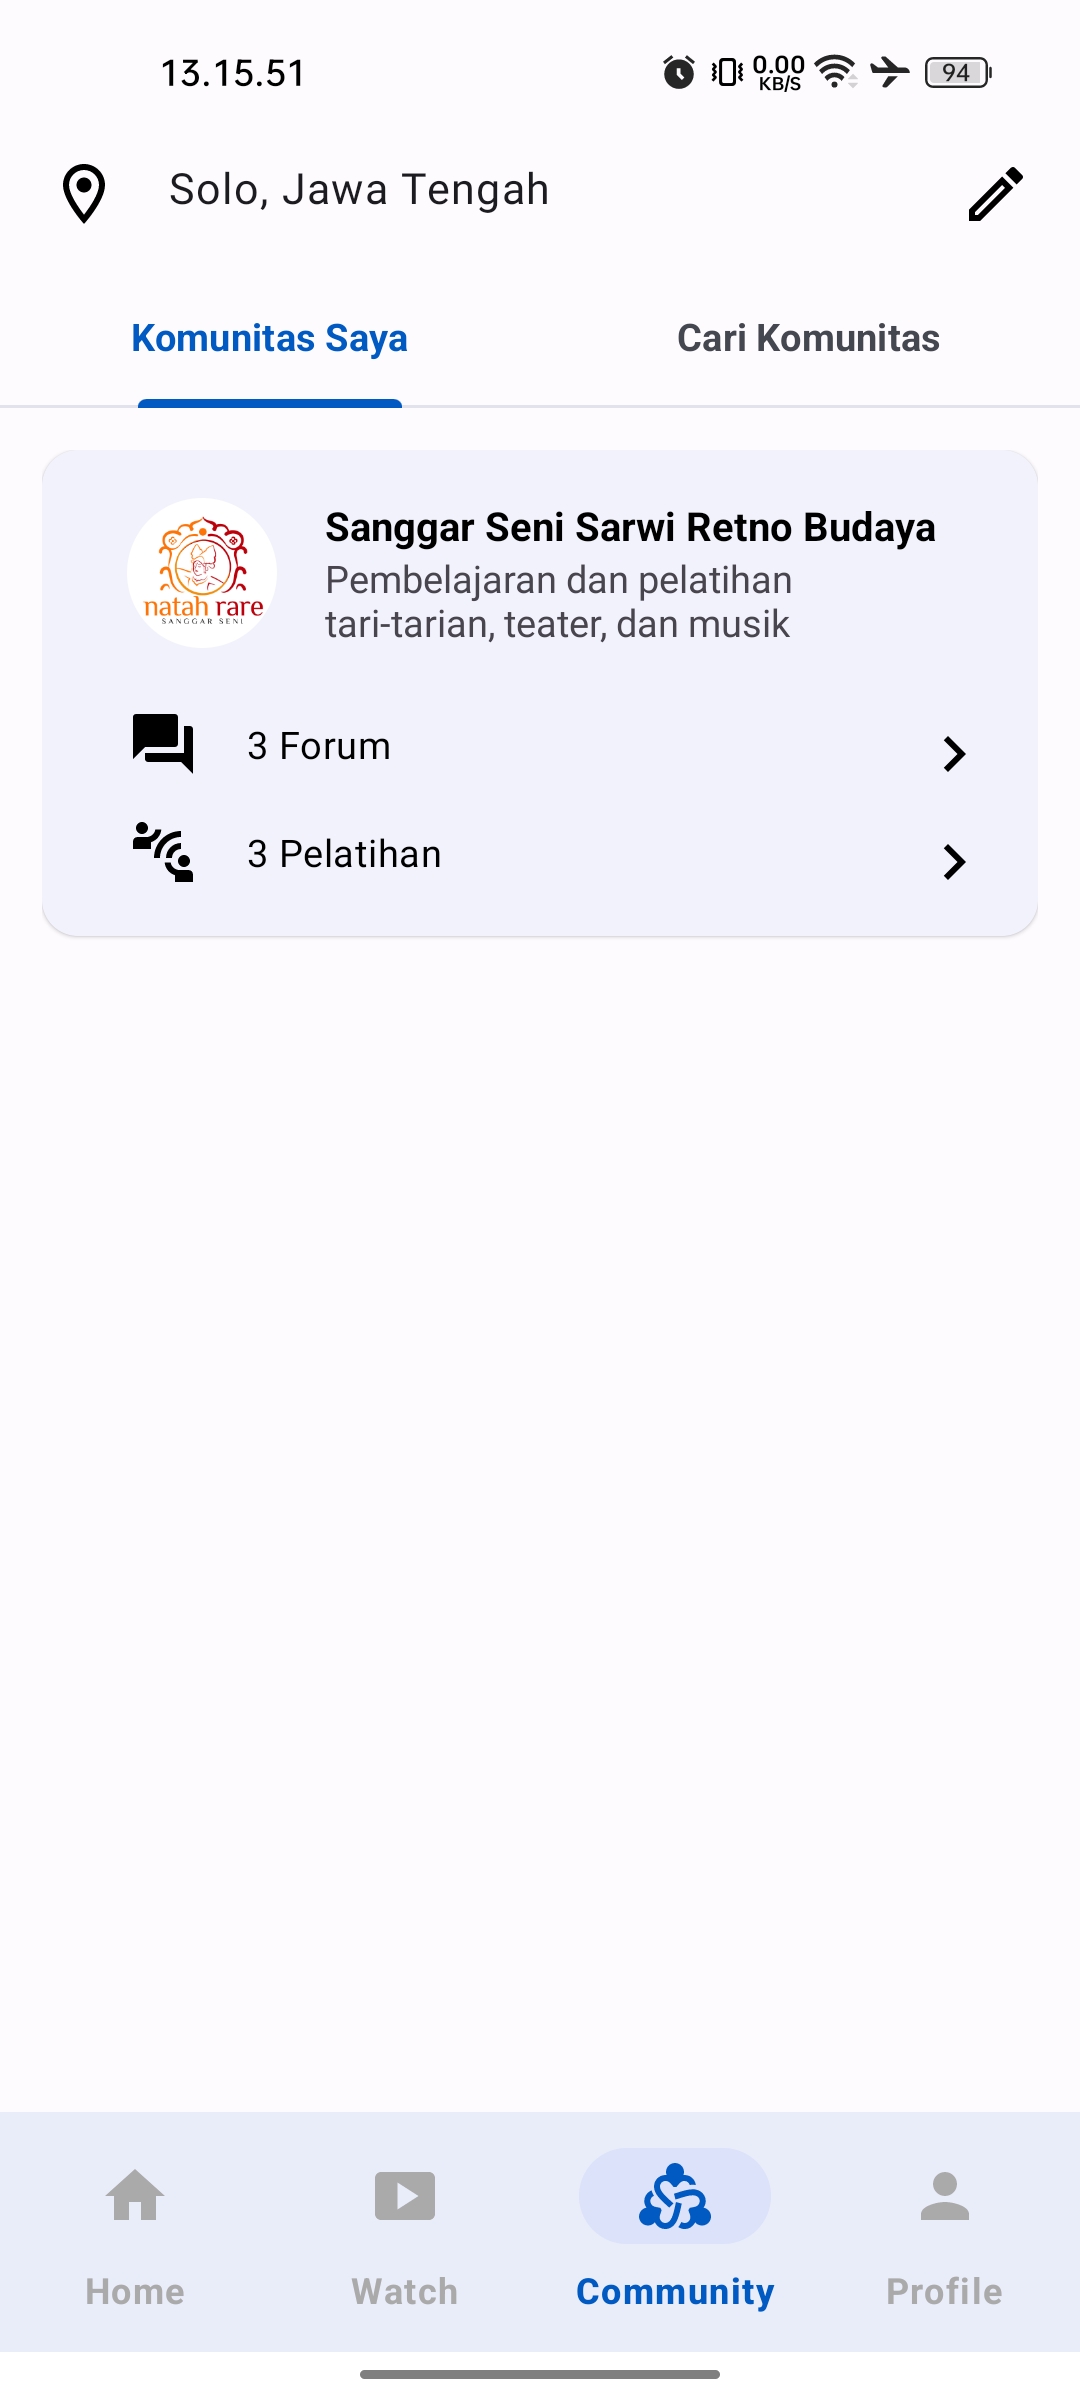 13.15.51
0.00
KB/S
94
Solo, Jawa Tengah
Komunitas Saya
Cari Komunitas
natah rare
SANGGAR SENI
Sanggar Seni Sarwi Retno Budaya
Pembelajaran dan pelatihan
tari-tarian, teater, dan musik
3 Forum
3 Pelatihan
Home
Watch
Community
Profile